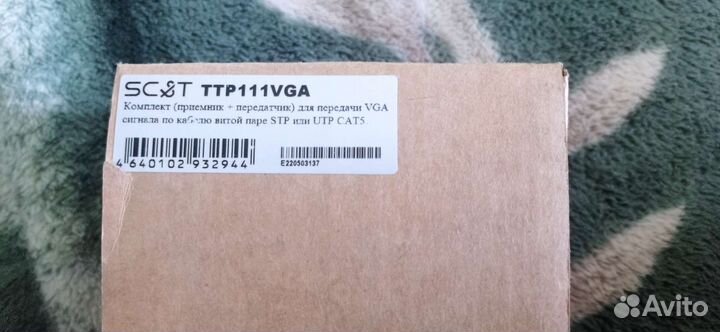 SC&T TTP111VGA
Комплект (приемник + передатчик) для передачи VGA
сигнала по кабелю витой паре STP или UTP CAT5
4 640102 932944
E220503137
Avito